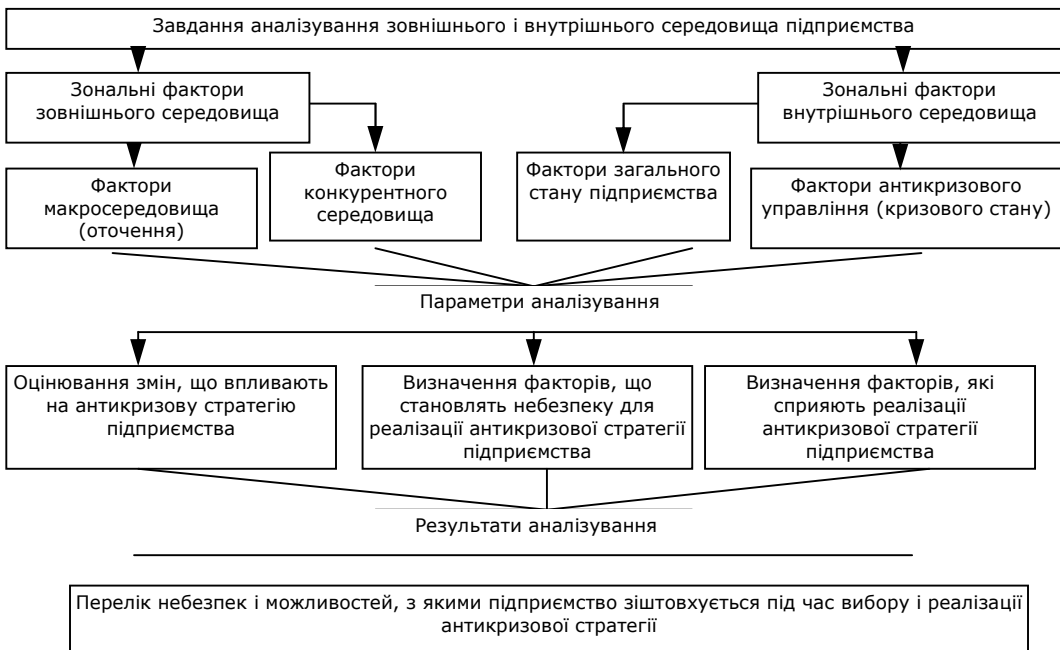 Завдання аналізування зовнішнього і внутрішнього середовища підприємства
Зональні фактори
зовнішнього середовища
Зональні фактори
внутрішнього середовища
Фактори
макросередовища
(оточення)
Фактори
конкурентного
середовища
Фактори загального
стану підприємства
Фактори антикризового
управління (кризового стану)
Параметри аналізування
Оцінювання змін, що впливають
на антикризову стратегію
підприємства
Визначення факторів, що
становлять небезпеку для
реалізації антикризової стратегії
підприємства
Визначення факторів, які
сприяють реалізації
антикризової стратегії
підприємства
Результати аналізування
Перелік небезпек і можливостей, з якими підприємство зіштовхується під час вибору і реалізації
антикризової стратегії